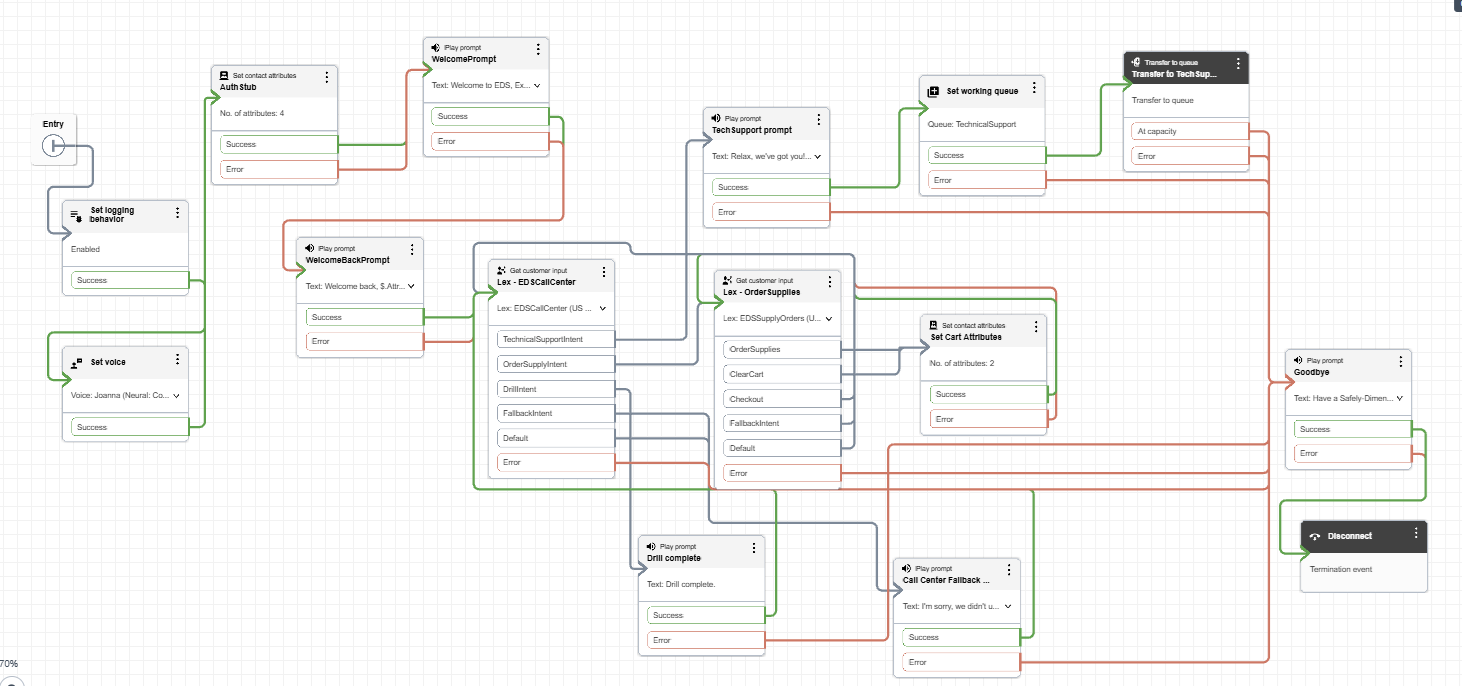 Entry
Set logging
behavior
Enabled
Success
Set voice
Voice: Joanna (Neural: Co...
Success
Set contact attributes
AuthStub
No. of attributes: 4
Success
Error
Play prompt
WelcomePrompt
Text: Welcome to EDS, Ex...
Success
Error
Play prompt
WelcomeBackPrompt
Text: Welcome back, $.Attr...
Success
Error
Get customer input
Lex - EDSCallCenter
Lex: EDSCallCenter (US ...
TechnicalSupportIntent
OrderSupplyIntent
DrillIntent
FallbackIntent
Default
Error
Play prompt
TechSupport prompt
Text: Relax, we've got you!...
Success
Error
Set working queue
Queue: TechnicalSupport
Success
Error
Transfer to queue
Transfer to TechSup...
Transfer to queue
At capacity
Error
Get customer input
Lex - OrderSupplies
Lex: EDSSupplyOrders (U...
OrderSupplies
ClearCart
Checkout
FallbackIntent
Default
Error
Set contact attributes
Set Cart Attributes
No. of attributes: 2
Success
Error
Play prompt
Drill complete
Text: Drill complete.
Success
Error
Play prompt
Call Center Fallback ...
Text: I'm sorry, we didn't u...
Success
Error
Play prompt
Goodbye
Text: Have a Safely-Dimen...
Success
Error
Disconnect
Termination event
70%